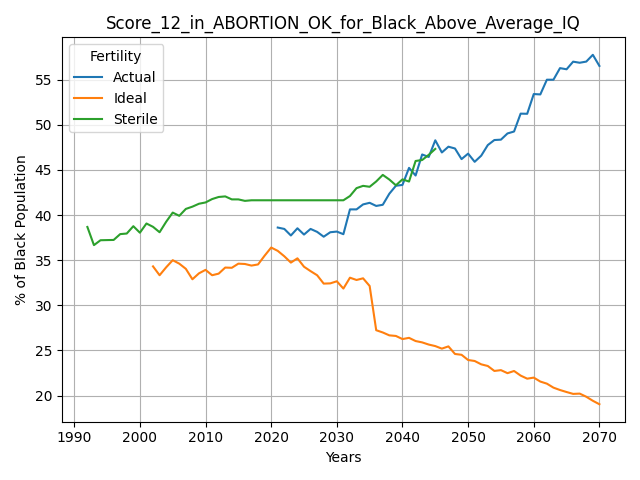 Score_12_in_ABORTION_OK_for_Black_Above_Average_IQ
Fertility
Actual
Ideal
Sterile
% of Black Population
55
50
45
40
35
30
25
20
1990 2000 2010 2020 2030 2040 2050 2060 2070
Years